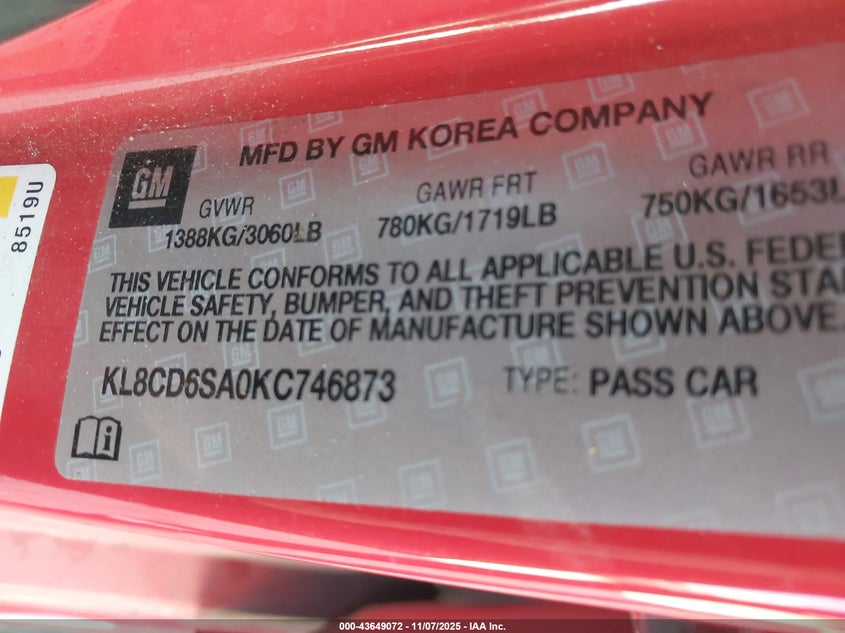 MFD BY GM KOREA COMPANY
GM
GVWR GAWR FRT GAWR RR
1388KG/3060LB 780KG/1719LB 750KG/1653L
THIS VEHICLE CONFORMS TO ALL APPLICABLE U.S. FEDE
VEHICLE SAFETY, BUMPER, AND THEFT PREVENTION STA
EFFECT ON THE DATE OF MANUFACTURE SHOWN ABOVE.
KL8CD6SA0KC746873 TYPE: PASS CAR
8519U
000-43649072 - 11/07/2025 - IAA Inc.